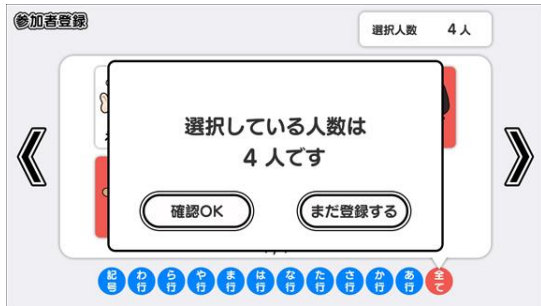 参加者登録
選択人数 4人
選択している人数は
4 人です
確認OK
まだ登録する
記号
わ行
ら行
や行
ま行
は行
な行
た行
さ行
か行
あ行
全て